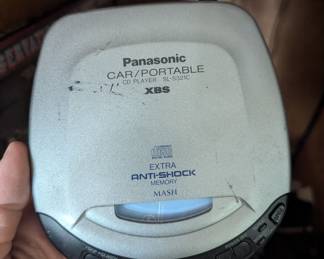 Panasonic
CAR/PORTABLE
CD PLAYER SL-S321C
XBS
EXTRA
ANTI-SHOCK
MEMORY
MASH